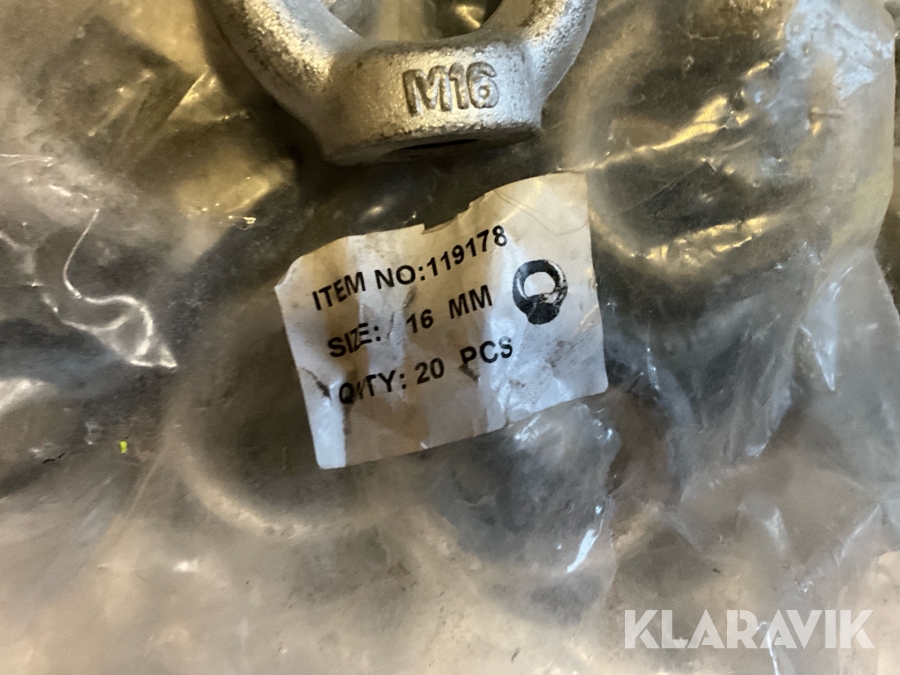 M16
ITEM NO:119178
SIZE: 16 MM
QTY: 20 PCS
KLARAVIK